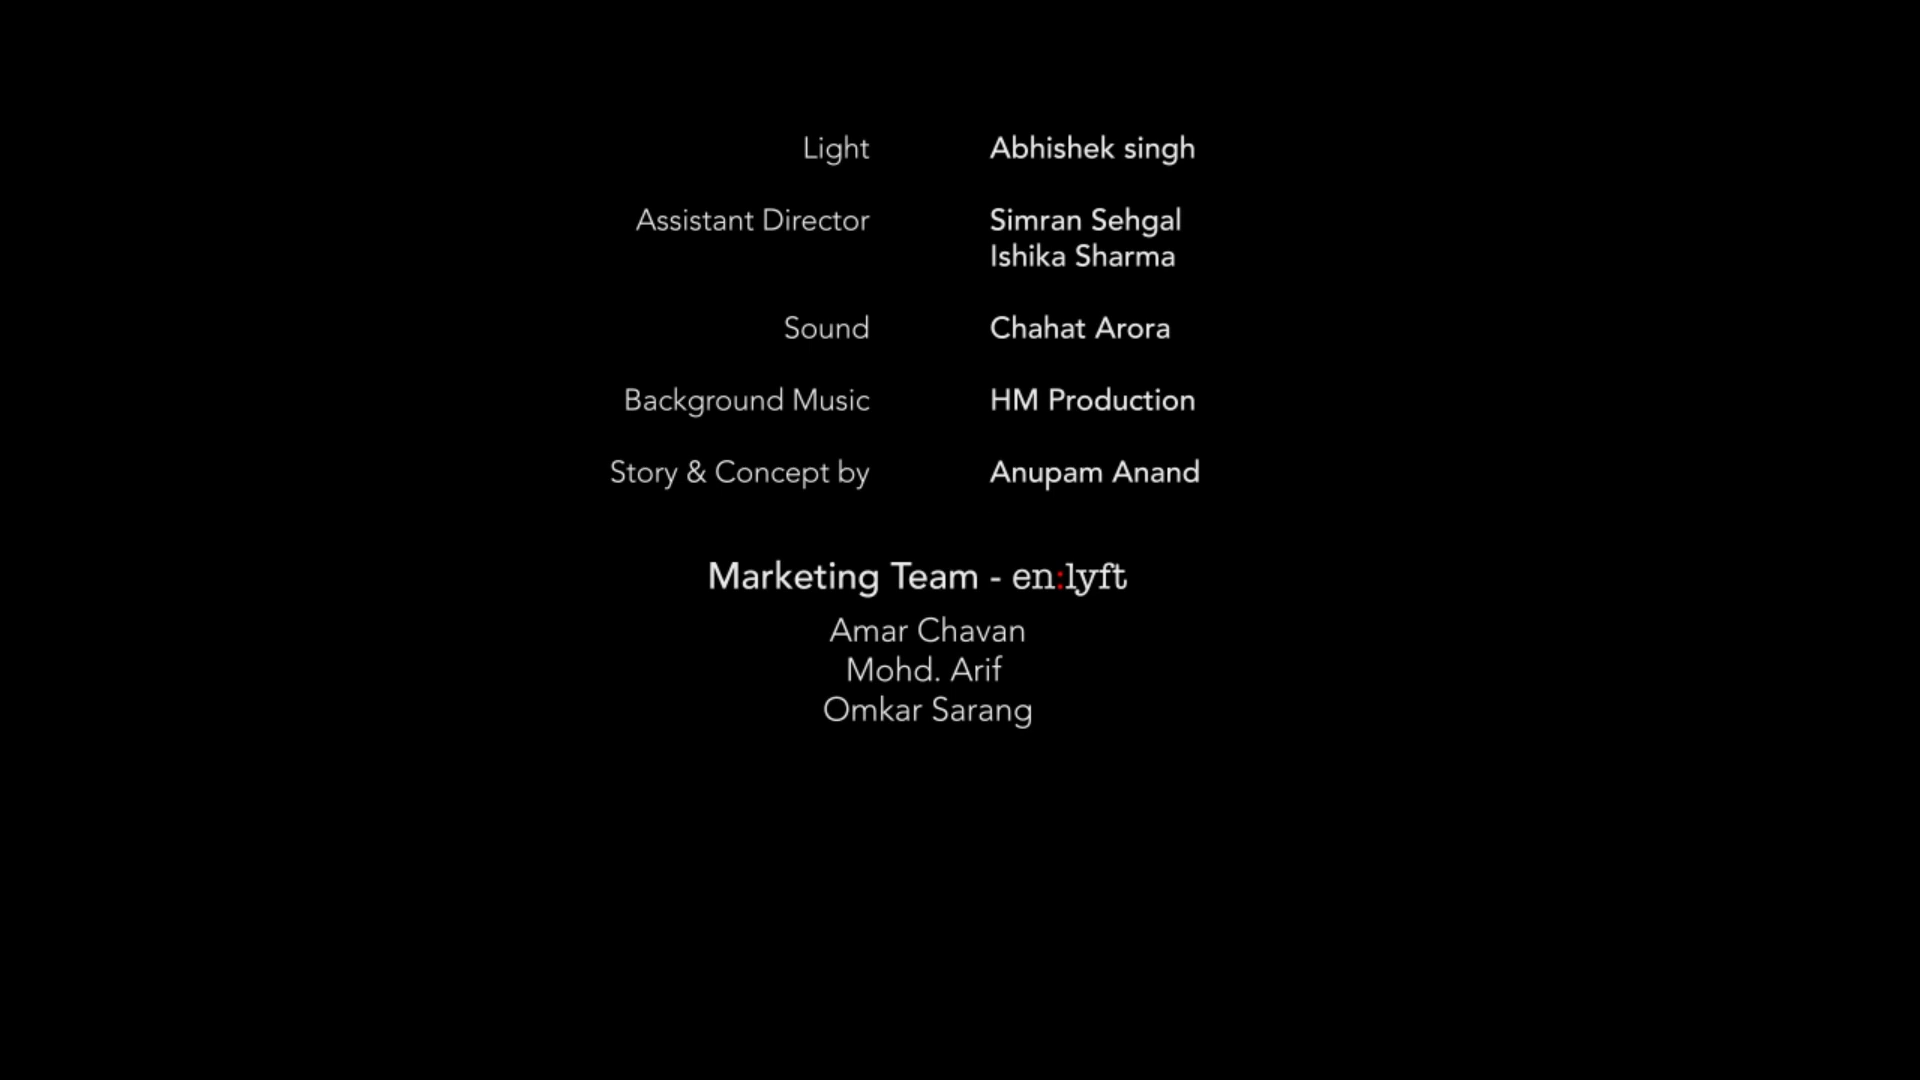 Light Abhishek singh
Assistant Director Simran Sehgal
Ishika Sharma
Sound Chahat Arora
Background Music HM Production
Story & Concept by Anupam Anand
Marketing Team - en:lyft
Amar Chavan
Mohd. Arif
Omkar Sarang